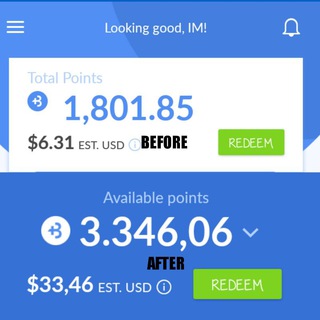 Looking good, IM!
Total Points
1,801.85
$6.31 EST. USD BEFORE REDEEM
Available points
3.346,06
AFTER
$33,46 EST. USD REDEEM